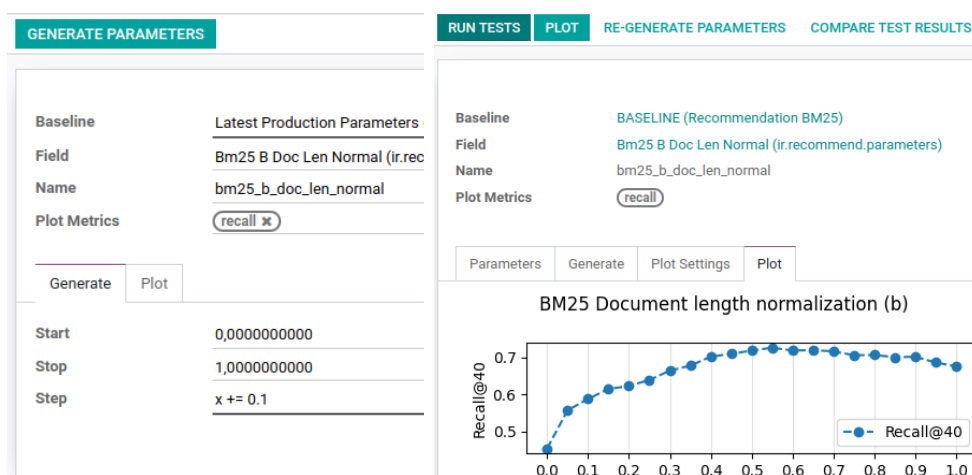 GENERATE PARAMETERS
Baseline Latest Production Parameters
Field Bm25 B Doc Len Normal (ir.rec
Name bm25_b_doc_len_normal
Plot Metrics recall ✖
Generate Plot
Start 0,0000000000
Stop 1,0000000000
Step x += 0.1
RUN TESTS PLOT RE-GENERATE PARAMETERS COMPARE TEST RESULTS
Baseline BASELINE (Recommendation BM25)
Field Bm25 B Doc Len Normal (ir.recommend.parameters)
Name bm25_b_doc_len_normal
Plot Metrics recall
Parameters Generate Plot Settings Plot
BM25 Document length normalization (b)
Recall@40
0.7
0.6
0.5
Recall@40
0.0 0.1 0.2 0.3 0.4 0.5 0.6 0.7 0.8 0.9 1.0